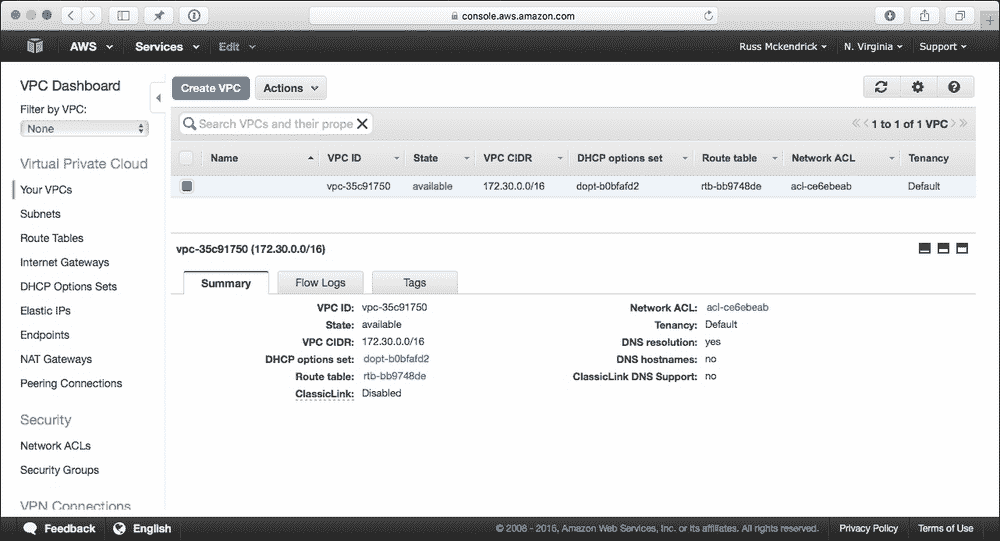 console.aws.amazon.com
AWS Services Edit Russ Mckendrick N. Virginia Support
VPC Dashboard
Filter by VPC:
None
Virtual Private Cloud
Your VPCs
Subnets
Route Tables
Internet Gateways
DHCP Options Sets
Elastic IPs
Endpoints
NAT Gateways
Peering Connections
Security
Network ACLs
Security Groups
VPN Connections
Create VPC Actions
Search VPCs and their prope
1 to 1 of 1 VPC
Name VPC ID State VPC CIDR DHCP options set Route table Network ACL Tenancy
vpc-35c91750 available 172.30.0.0/16 dopt-b0bfafd2 rtb-bb9748de acl-ce6ebeab Default
vpc-35c91750 (172.30.0.0/16)
Summary Flow Logs Tags
VPC ID: vpc-35c91750
State: available
VPC CIDR: 172.30.0.0/16
DHCP options set: dopt-b0bfafd2
Route table: rtb-bb9748de
ClassicLink: Disabled
Network ACL: acl-ce6ebeab
Tenancy: Default
DNS resolution: yes
DNS hostnames: no
ClassicLink DNS Support: no
Feedback English © 2008 - 2016, Amazon Web Services, Inc. or its affiliates. All rights reserved. Privacy Policy Terms of Use